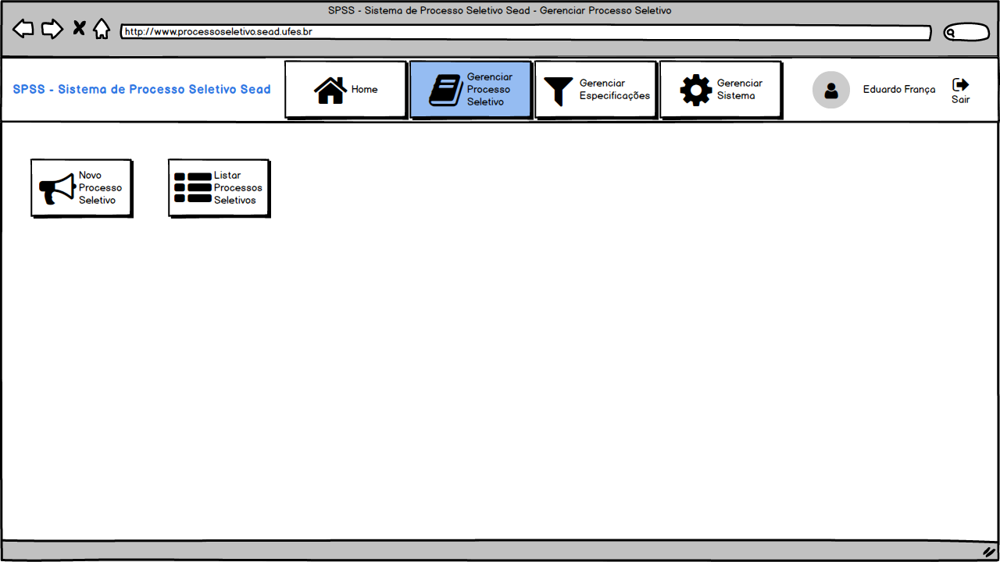 SPSS - Sistema de Processo Seletivo Sead - Gerenciar Processo Seletivo
http://www.processoseletivo.sead.ufes.br
SPSS - Sistema de Processo Seletivo Sead
Home
Gerenciar
Processo
Seletivo
Gerenciar
Especificações
Gerenciar
Sistema
Eduardo França
Sair
Novo
Processo
Seletivo
Listar
Processos
Seletivos